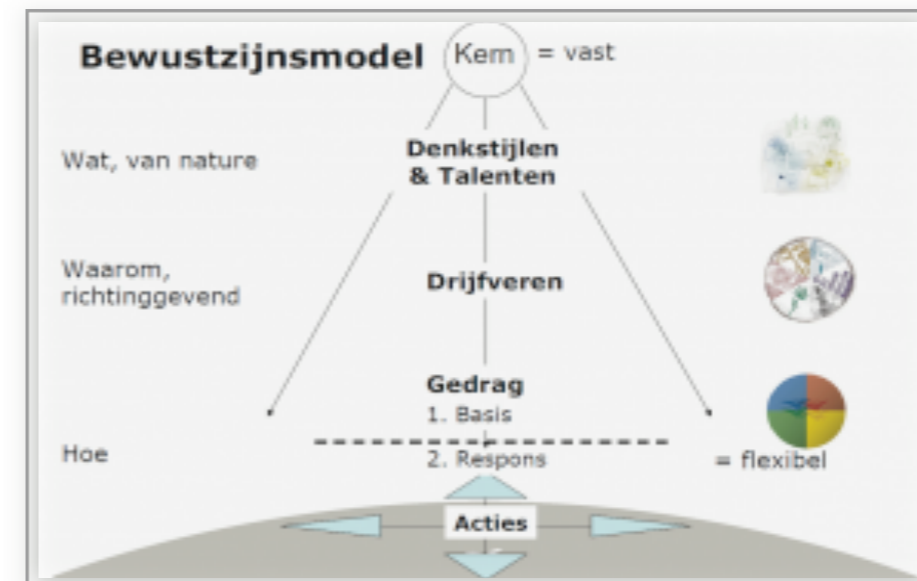 Bewustzijnsmodel
Kern = vast
Wat, van nature
Denkstijlen
& Talenten
Waarom,
richtinggevend
Drijfveren
Gedrag
1. Basis
Hoe
2. Respons
= flexibel
Acties